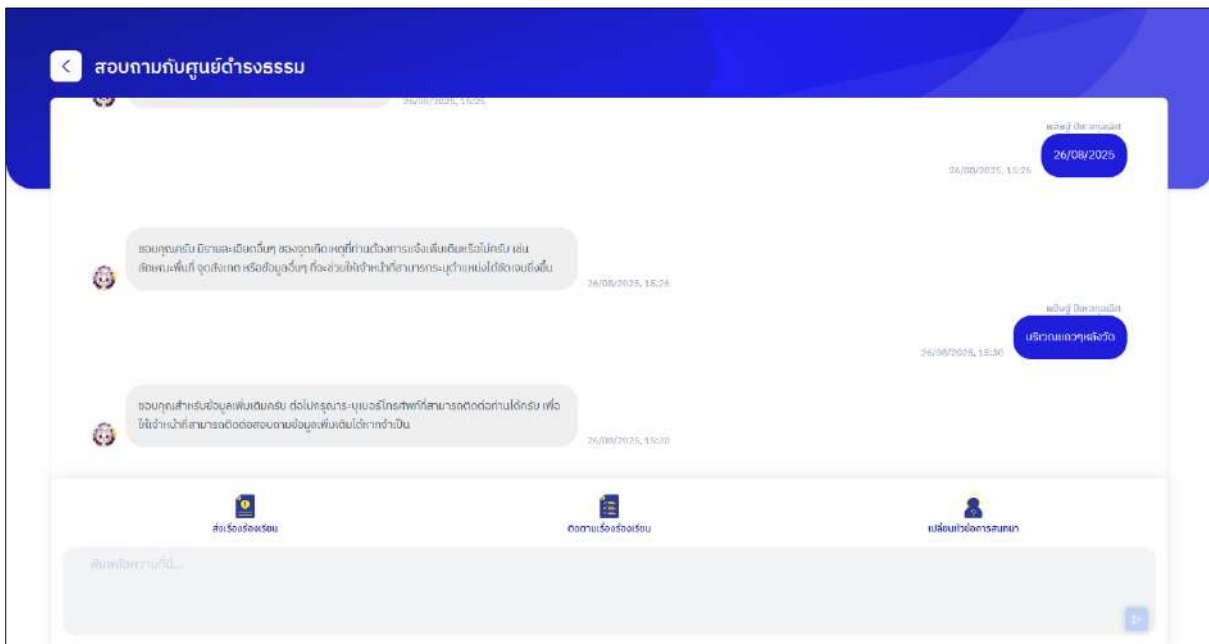 สอบถามกับศูนย์ดำรงธรรม
26/08/2025, 15:25
26/08/2025
26/08/2025, 15:26
ขอบคุณครับ มีรายละเอียดอื่นๆ ของจุดเกิดเหตุที่ท่านต้องการแจ้งเพิ่มเติมหรือไม่ครับ เช่น
ลักษณะพื้นที่ จุดสังเกต หรือข้อมูลอื่นๆ ที่จะช่วยให้เจ้าหน้าที่สามารถระบุตำแหน่งได้ชัดเจนยิ่งขึ้น
26/08/2025, 15:26
บริเวณแถวๆหลังวัด
26/08/2025, 15:30
ขอบคุณสำหรับข้อมูลเพิ่มเติมครับ ต่อไปกรุณาระบุเบอร์โทรศัพท์ที่สามารถติดต่อท่านได้ครับ เพื่อ
ให้เจ้าหน้าที่สามารถติดต่อสอบถามข้อมูลเพิ่มเติมได้หากจำเป็น
26/08/2025, 15:30
ส่งเรื่องร้องเรียน
ติดตามเรื่องร้องเรียน
เปลี่ยนหัวข้อการสนทนา
พิมพ์ข้อความที่นี่...